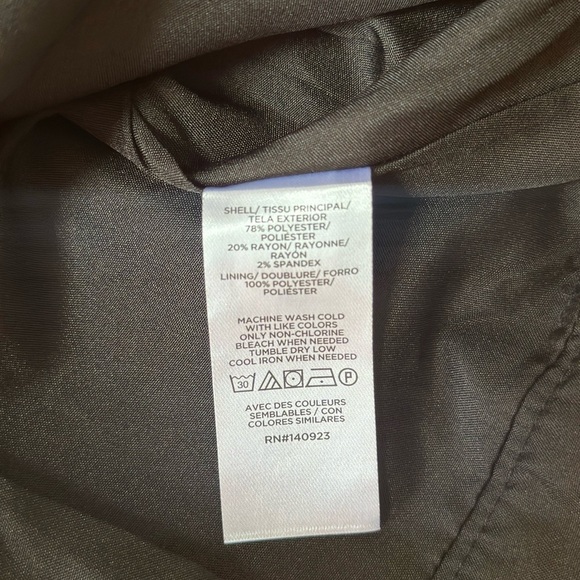 SHELL/ TISSU PRINCIPAL/
TELA EXTERIOR
78% POLYESTER/
POLIÉSTER
20% RAYON/ RAYONNE/
RAYÓN
2% SPANDEX
LINING/ DOUBLURE/ FORRO
100% POLYESTER/
POLIÉSTER
MACHINE WASH COLD
WITH LIKE COLORS
ONLY NON-CHLORINE
BLEACH WHEN NEEDED
TUMBLE DRY LOW
COOL IRON WHEN NEEDED
30 P
AVEC DES COULEURS
SEMBLABLES / CON
COLORES SIMILARES
RN#140923